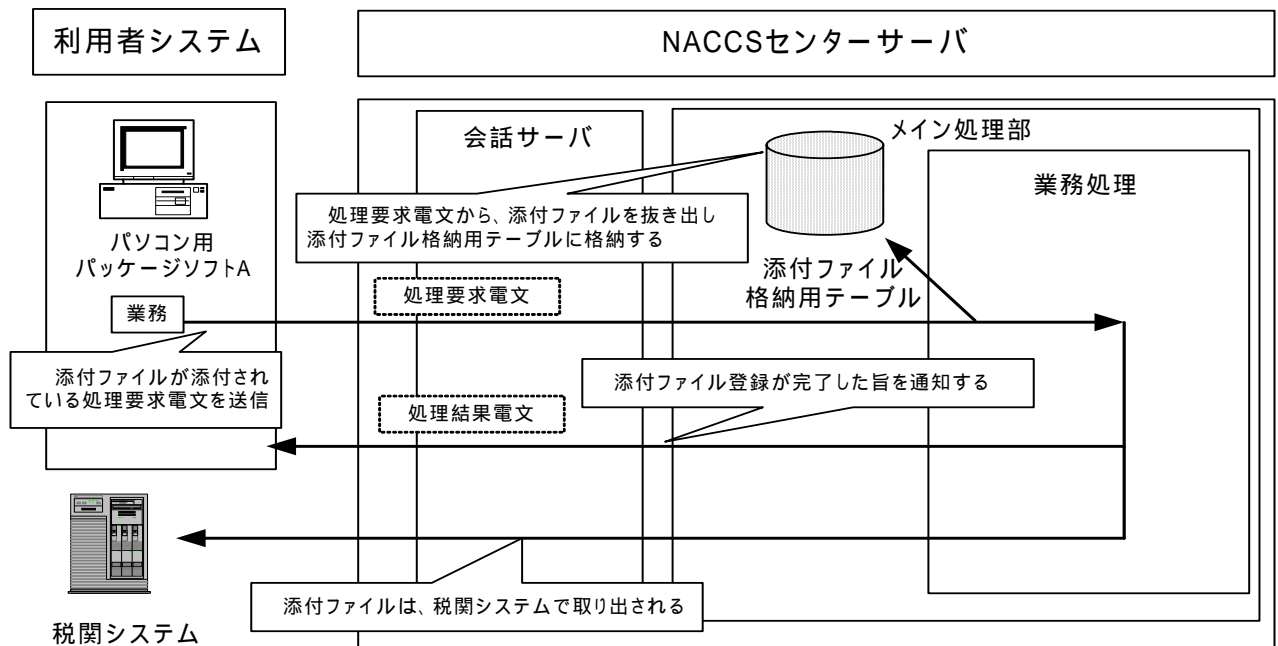 利用者システム
NACCSセンターサーバ
会話サーバ
メイン処理部
業務処理
処理要求電文から、添付ファイルを抜き出し
添付ファイル格納用テーブルに格納する
パソコン用
パッケージソフトA
添付ファイル
格納用テーブル
処理要求電文
業務
添付ファイルが添付され
ている処理要求電文を送信
添付ファイル登録が完了した旨を通知する
処理結果電文
添付ファイルは、税関システムで取り出される
税関システム